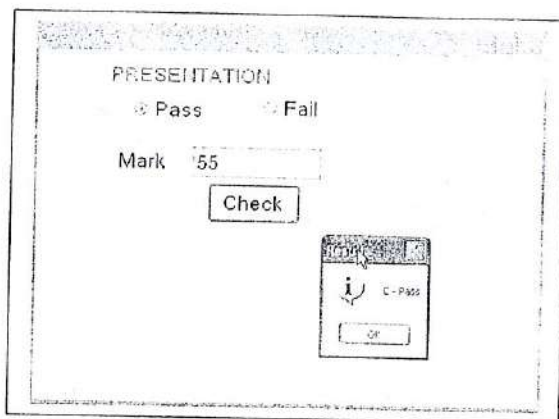 PRESENTATION
Pass Fail
Mark 55
Check
C - Pass
OK